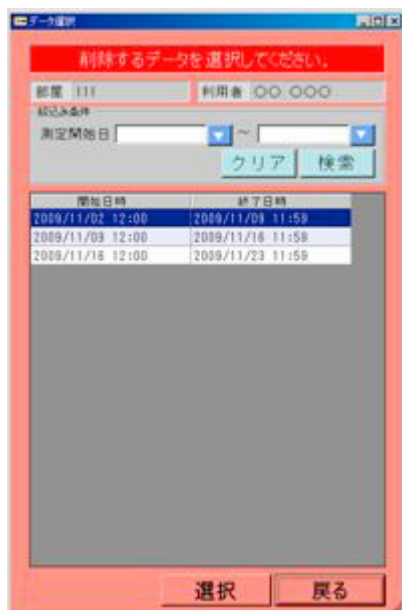 データ選択
削除するデータを選択してください。
部屋 111 利用者 〇〇 〇〇〇
絞込み条件
測定開始日 ～
クリア 検索
開始日時 終了日時
2009/11/02 12:00 2009/11/09 11:59
2009/11/09 12:00 2009/11/16 11:59
2009/11/16 12:00 2009/11/23 11:59
選択 戻る